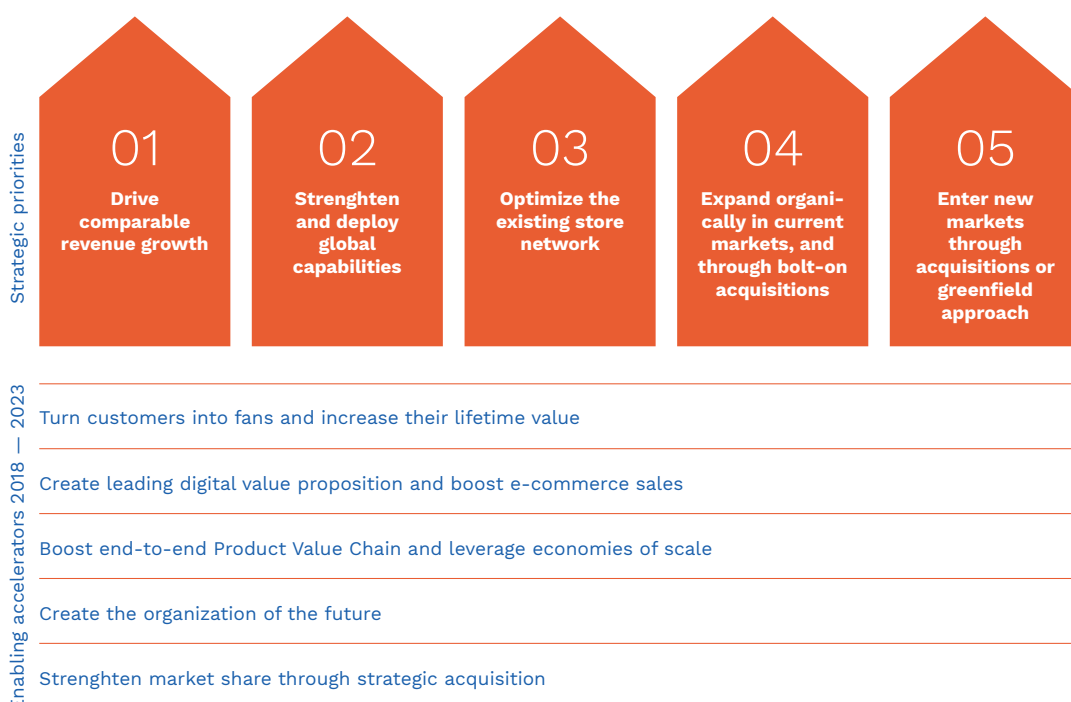 Strategic priorities
01
Drive
comparable
revenue growth
02
Strenghten
and deploy
global
capabilities
03
Optimize the
existing store
network
04
Expand organi-
cally in current
markets, and
through bolt-on
acquisitions
05
Enter new
markets
through
acquisitions or
greenfield
approach
Enabling accelerators 2018 — 2023
Turn customers into fans and increase their lifetime value
Create leading digital value proposition and boost e-commerce sales
Boost end-to-end Product Value Chain and leverage economies of scale
Create the organization of the future
Strenghten market share through strategic acquisition